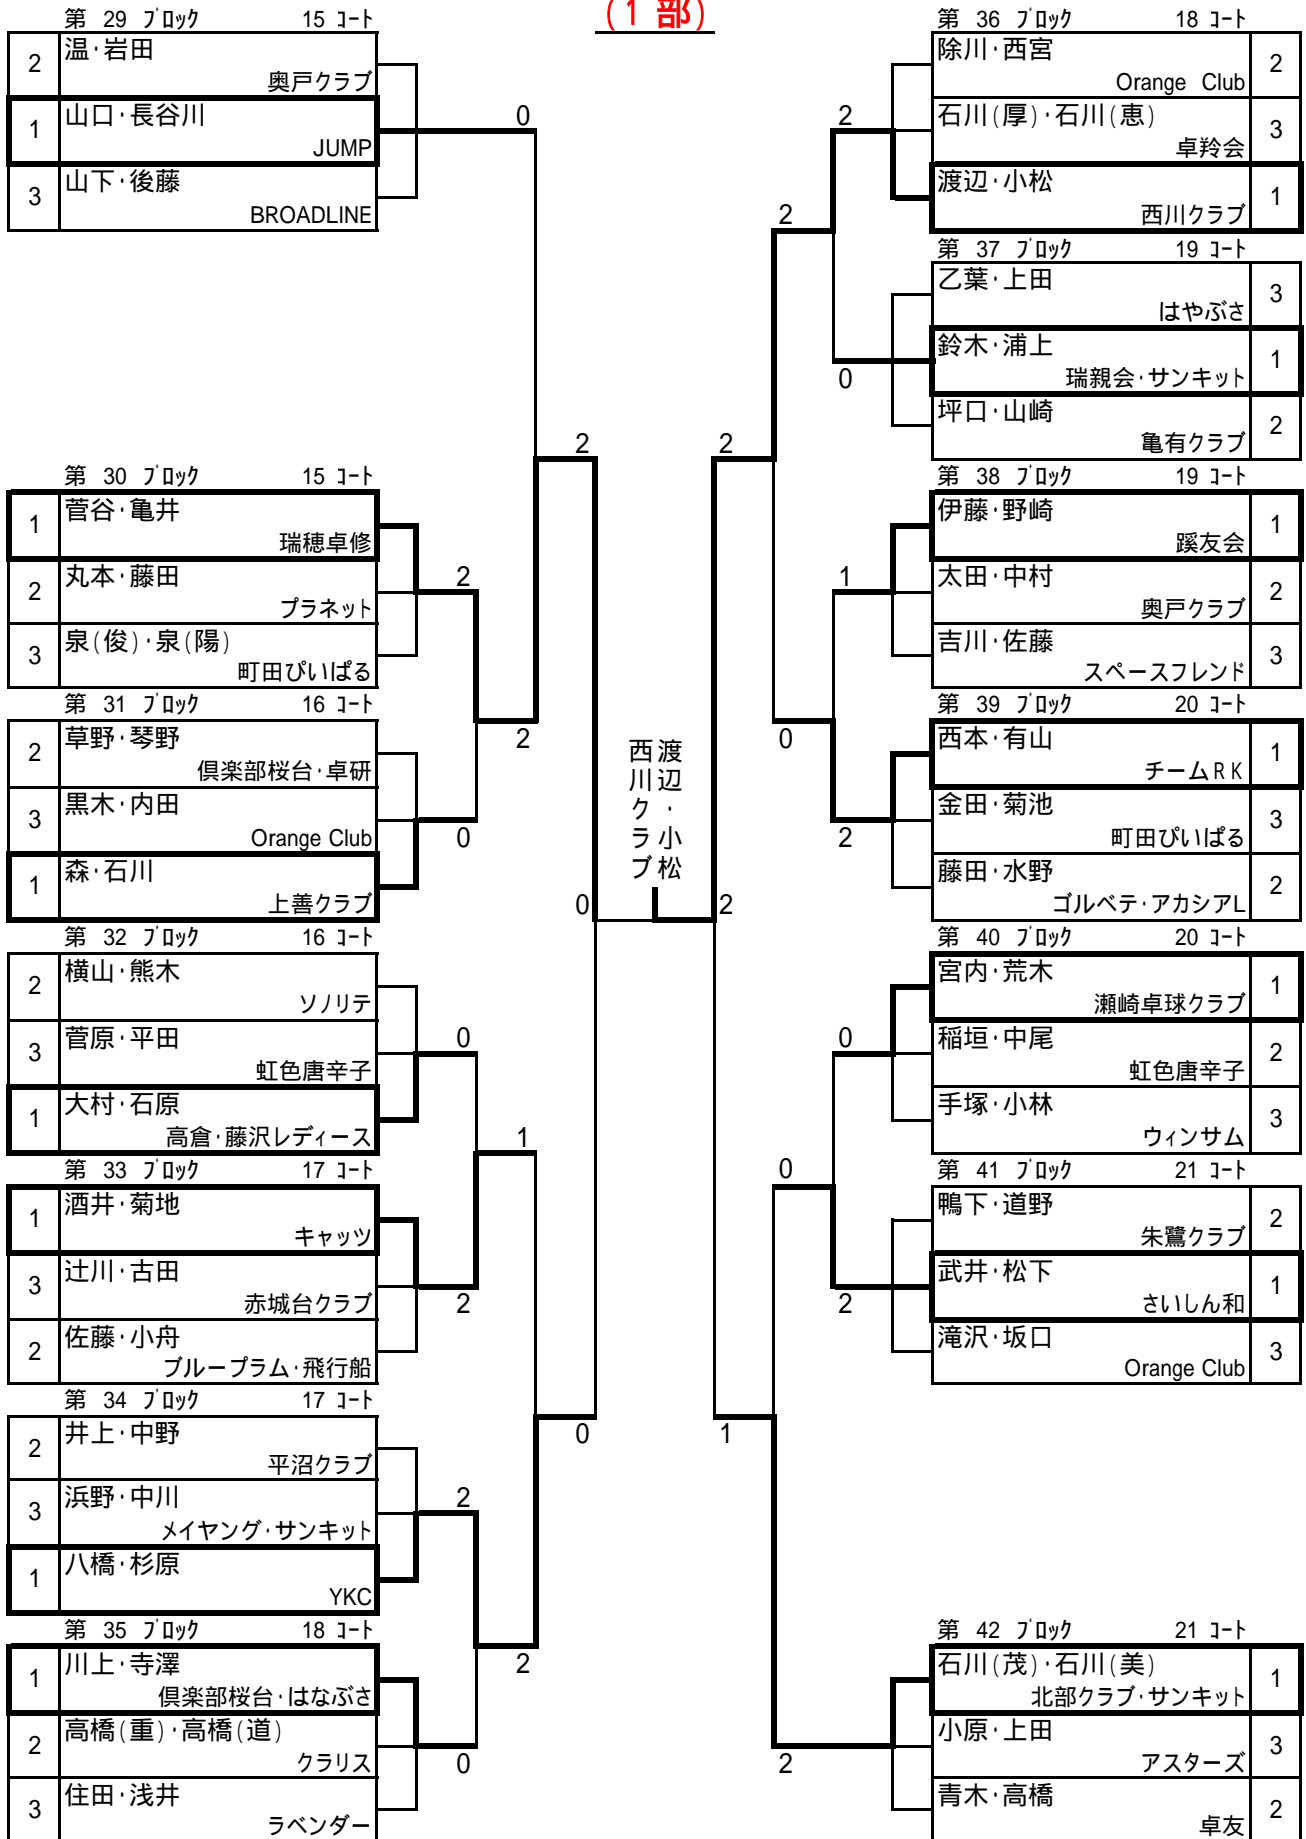 (1 部)
第 29 ブロック 15 コート
2 温・岩田
奥戸クラブ
1 山口・長谷川
JUMP
3 山下・後藤
BROADLINE
0
第 30 ブロック 15 コート
1 菅谷・亀井
瑞穂卓修
2 丸本・藤田
プラネット
3 泉(俊)・泉(陽)
町田ぴいぱる
2
2
第 31 ブロック 16 コート
2 草野・琴野
倶楽部桜台・卓研
3 黒木・内田
Orange Club
1 森・石川
上善クラブ
2
0
0
第 32 ブロック 16 コート
2 横山・熊木
ソノリテ
3 菅原・平田
虹色唐辛子
1 大村・石原
高倉・藤沢レディース
0
1
第 33 ブロック 17 コート
1 酒井・菊地
キャッツ
3 辻川・古田
赤城台クラブ
2 佐藤・小舟
ブループラム・飛行船
2
第 34 ブロック 17 コート
2 井上・中野
平沼クラブ
3 浜野・中川
メイヤング・サンキット
1 八橋・杉原
YKC
0
2
第 35 ブロック 18 コート
1 川上・寺澤
倶楽部桜台・はなぶさ
2 高橋(重)・高橋(道)
クラリス
3 住田・浅井
ラベンダー
2
0
渡辺・小松
西川クラブ
第 36 ブロック 18 コート
除川・西宮 2
Orange Club
石川(厚)・石川(恵) 3
卓羚会
渡辺・小松 1
西川クラブ
2
2
第 37 ブロック 19 コート
乙葉・上田 3
はやぶさ
鈴木・浦上 1
瑞親会・サンキット
坪口・山崎 2
亀有クラブ
0
2
第 38 ブロック 19 コート
伊藤・野崎 1
蹊友会
太田・中村 2
奥戸クラブ
吉川・佐藤 3
スペースフレンド
1
0
第 39 ブロック 20 コート
西本・有山 1
チームRK
金田・菊池 3
町田ぴいぱる
藤田・水野 2
ゴルベテ・アカシアL
2
2
第 40 ブロック 20 コート
宮内・荒木 1
瀬崎卓球クラブ
稲垣・中尾 2
虹色唐辛子
手塚・小林 3
ウィンサム
0
0
第 41 ブロック 21 コート
鴨下・道野 2
朱鷺クラブ
武井・松下 1
さいしん和
滝沢・坂口 3
Orange Club
2
1
第 42 ブロック 21 コート
石川(茂)・石川(美) 1
北部クラブ・サンキット
小原・上田 3
アスターズ
青木・高橋 2
卓友
2